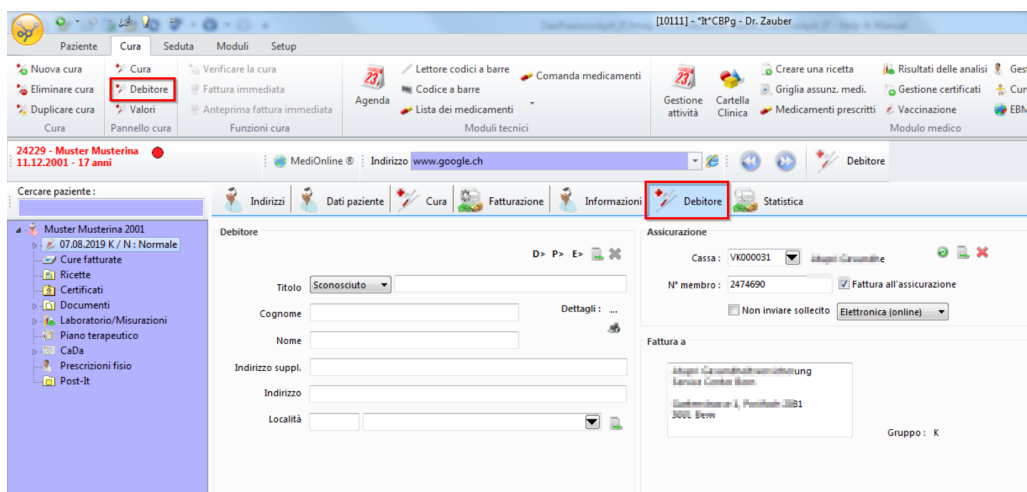 [10111] - *It*CBPg - Dr. Zauber
Paziente Cura Seduta Moduli Setup
Nuova cura Cura Verificare la cura Lettore codici a barre Comanda medicamenti Creare una ricetta Risultati delle analisi Gest
Eliminare cura Debitore Fattura immediata Codice a barre Griglia assunz. medi. Gestione certificati Cur
Duplicare cura Valori Anteprima fattura immediata Agenda Lista dei medicamenti Gestione attività Cartella Clinica Medicamenti prescritti Vaccinazione EBM
Cura Pannello cura Funzioni cura Moduli tecnici Modulo medico
24229 - Muster Musterina
11.12.2001 - 17 anni
MediOnline ® Indirizzo www.google.ch Debitore
Cercare paziente :
Indirizzi Dati paziente Cura Fatturazione Informazioni Debitore Statistica
Muster Musterina 2001
07.08.2019 K / N : Normale
Cure fatturate
Ricette
Certificati
Documenti
Laboratorio/Misurazioni
Piano terapeutico
CaDa
Prescrizioni fisio
Post-It
Debitore
D> P> E>
Titolo Sconosciuto
Cognome Dettagli : ...
Nome
Indirizzo suppl.
Indirizzo
Località
Assicurazione
Cassa : VK000031
N° membro : 2474690 Fattura all'assicurazione
Non inviare sollecito Elettronica (online)
Fattura a
Gruppo : K